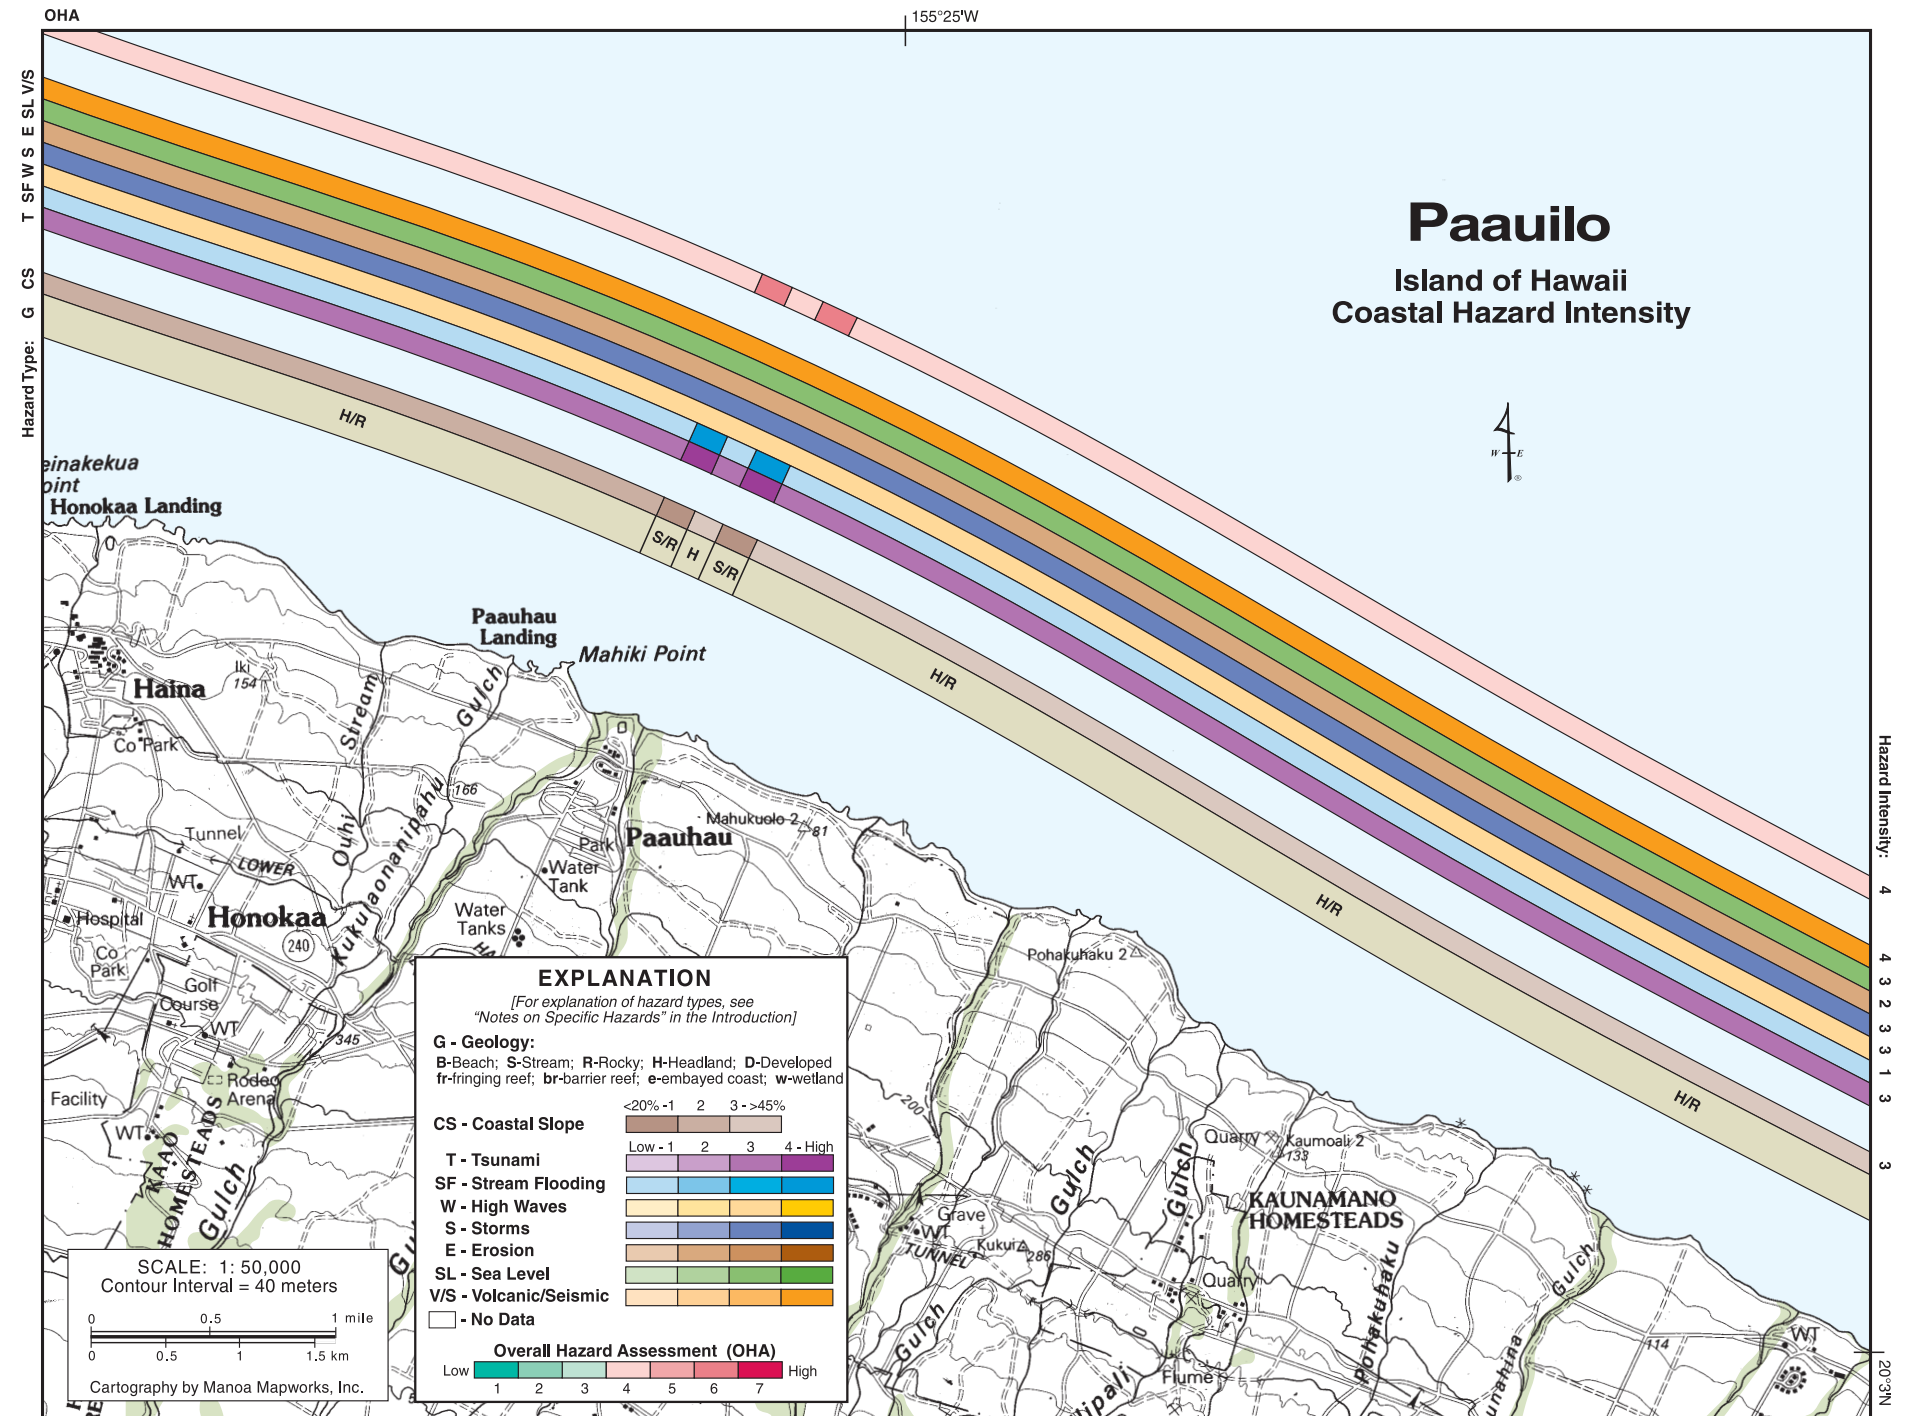 OHA
155°25'W
Hazard Type: G CS T SF W S E SL V/S
Paauilo
Island of Hawaii
Coastal Hazard Intensity
W E
®
H/R
S/R
H
S/R
H/R
H/R
H/R
Hazard Intensity:
4
4
3
2
3
3
1
3
3
einakekua
oint
Honokaa Landing
Paauhau
Landing
Mahiki Point
Iki
154
Haina
Stream
Gulch
Co Park
166
Ouhi
Kukulaonanipahu
Tunnel
LOWER
WT
Mahukuolo 2
81
Park
Paauhau
Water
Tank
Hospital
Honokaa
240
Water
Tanks
HA
Co
Park
Golf
Course
WT
345
Pohakuhaku 2
Rodeo
Arena
Facility
WT
KAAO
HOMESTEADS
Gulch
Gu
200
Gulch
Gulch
Quarry
Kaumoali 2
133
KAUNAMANO
HOMESTEADS
Grave
WT
TUNNEL
Kukui
286
Quarry
Pohakuhaku
Gulch
Gulch
unahina
114
WT
Flume
ipali
20°3'N
EXPLANATION
[For explanation of hazard types, see
"Notes on Specific Hazards" in the Introduction]
G - Geology:
B-Beach; S-Stream; R-Rocky; H-Headland; D-Developed
fr-fringing reef; br-barrier reef; e-embayed coast; w-wetland
<20% -1 2 3 - >45%
CS - Coastal Slope
Low - 1 2 3 4 - High
T - Tsunami
SF - Stream Flooding
W - High Waves
S - Storms
E - Erosion
SL - Sea Level
V/S - Volcanic/Seismic
- No Data
Overall Hazard Assessment (OHA)
Low High
1 2 3 4 5 6 7
SCALE: 1: 50,000
Contour Interval = 40 meters
0 0.5 1 mile
0 0.5 1 1.5 km
Cartography by Manoa Mapworks, Inc.
RE